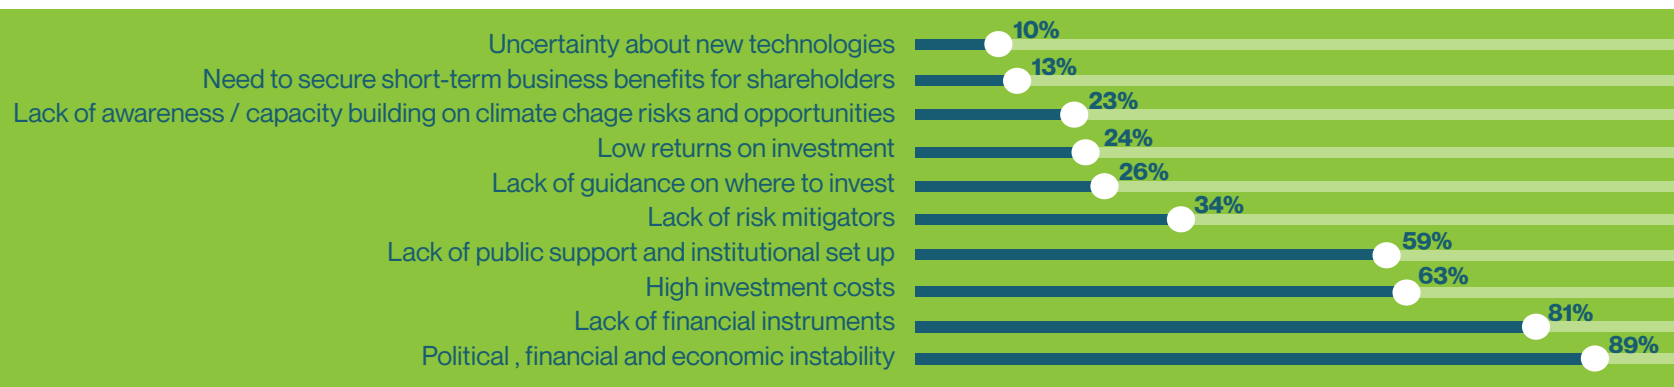 Uncertainty about new technologies 10%
Need to secure short-term business benefits for shareholders 13%
Lack of awareness / capacity building on climate chage risks and opportunities 23%
Low returns on investment 24%
Lack of guidance on where to invest 26%
Lack of risk mitigators 34%
Lack of public support and institutional set up 59%
High investment costs 63%
Lack of financial instruments 81%
Political , financial and economic instability 89%